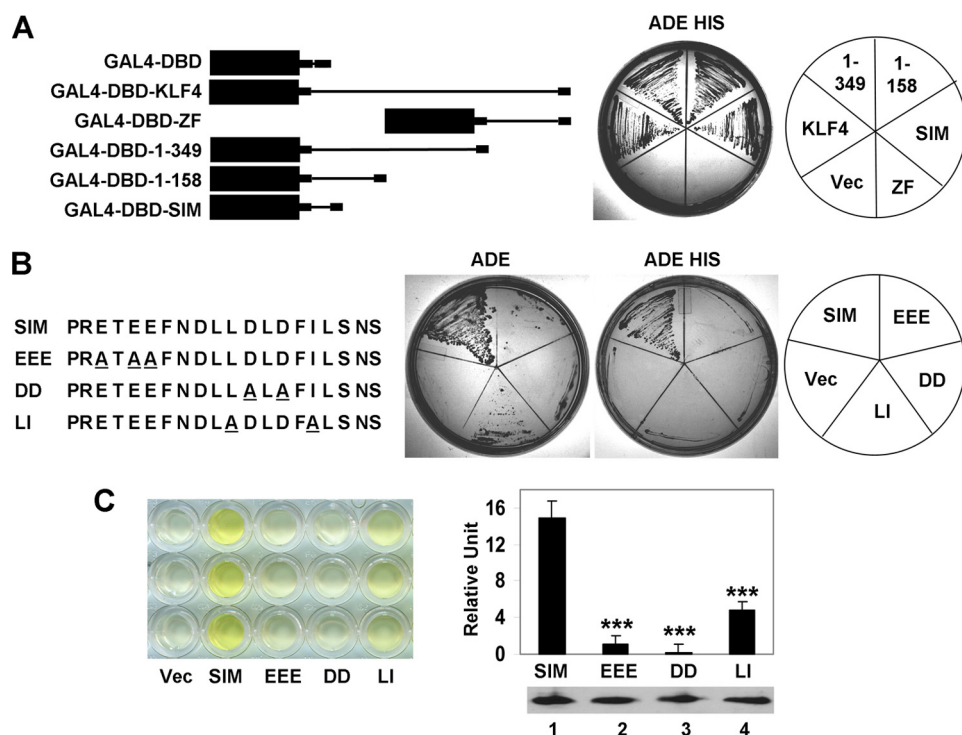 A
GAL4-DBD
GAL4-DBD-KLF4
GAL4-DBD-ZF
GAL4-DBD-1-349
GAL4-DBD-1-158
GAL4-DBD-SIM
ADE HIS
1-
349
1-
158
KLF4
SIM
Vec
ZF
B
SIM PRETEEFNDLLDLDFILSNS
EEE PRATAAFNDLLDLDFILSNS
DD PRETEEFNDLLALAFILSNS
LI PRETEEFNDLADLDFALSNS
ADE
ADE HIS
SIM
EEE
Vec
DD
LI
C
Vec SIM EEE DD LI
Relative Unit
16
12
8
4
0
*** *** ***
SIM EEE DD LI
1 2 3 4